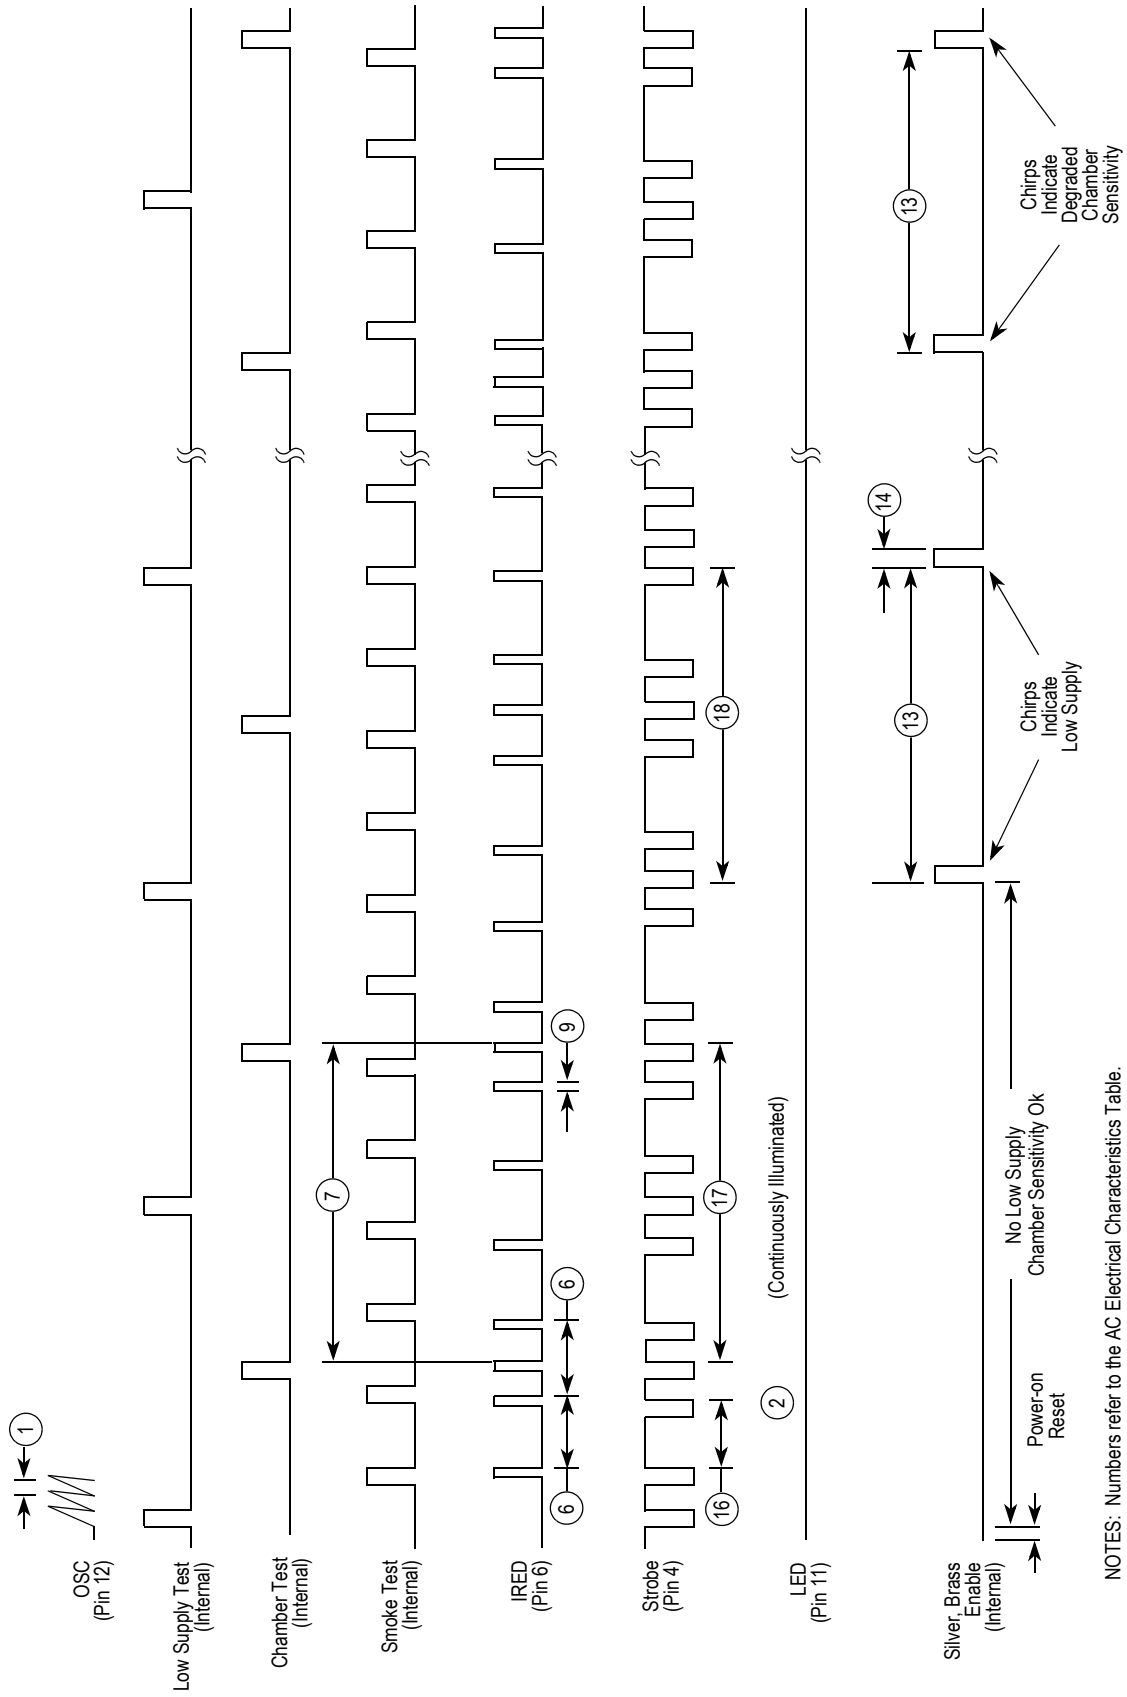 1
OSC
(Pin 12)
Low Supply Test
(Internal)
Chamber Test
(Internal)
7
Smoke Test
(Internal)
6
6
9
IRED
(Pin 6)
16
17
18
Strobe
(Pin 4)
2
(Continuously Illuminated)
LED
(Pin 11)
13
14
13
Silver, Brass
Enable
(Internal)
Power-on
Reset
No Low Supply
Chamber Sensitivity Ok
Chirps
Indicate
Low Supply
Chirps
Indicate
Degraded
Chamber
Sensitivity
NOTES: Numbers refer to the AC Electrical Characteristics Table.